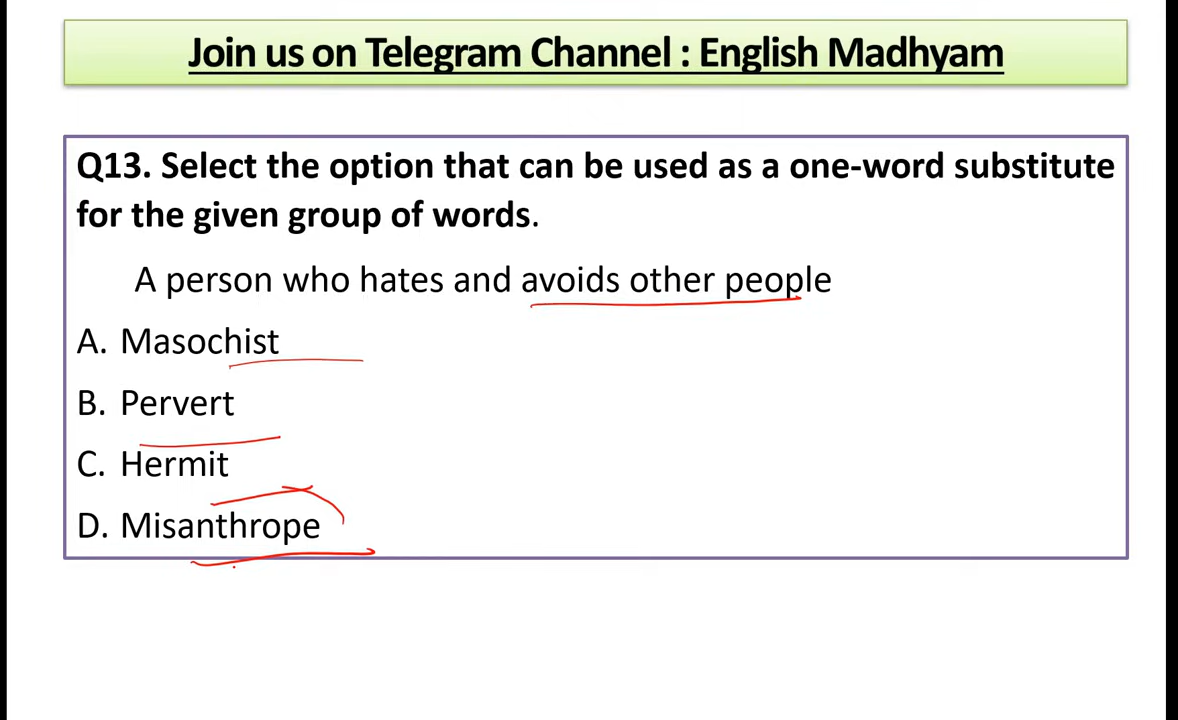 Join us on Telegram Channel : English Madhyam
Q13. Select the option that can be used as a one-word substitute
for the given group of words.
A person who hates and avoids other people
A. Masochist
B. Pervert
C. Hermit
D. Misanthrope